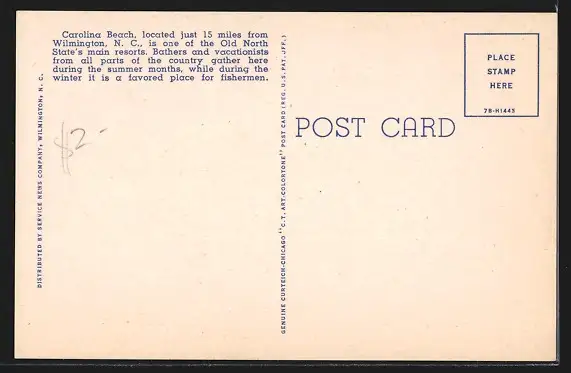 Carolina Beach, located just 15 miles from
Wilmington, N. C., is one of the Old North
State's main resorts. Bathers and vacationists
from all parts of the country gather here
during the summer months, while during the
winter it is a favored place for fishermen.
$2-
DISTRIBUTED BY SERVICE NEWS COMPANY, WILMINGTON, N. C.
GENUINE CURTEICH-CHICAGO "C.T. ART-COLORTONE" POST CARD (REG. U.S. PAT. OFF.)
POST CARD
PLACE
STAMP
HERE
7B-H1445